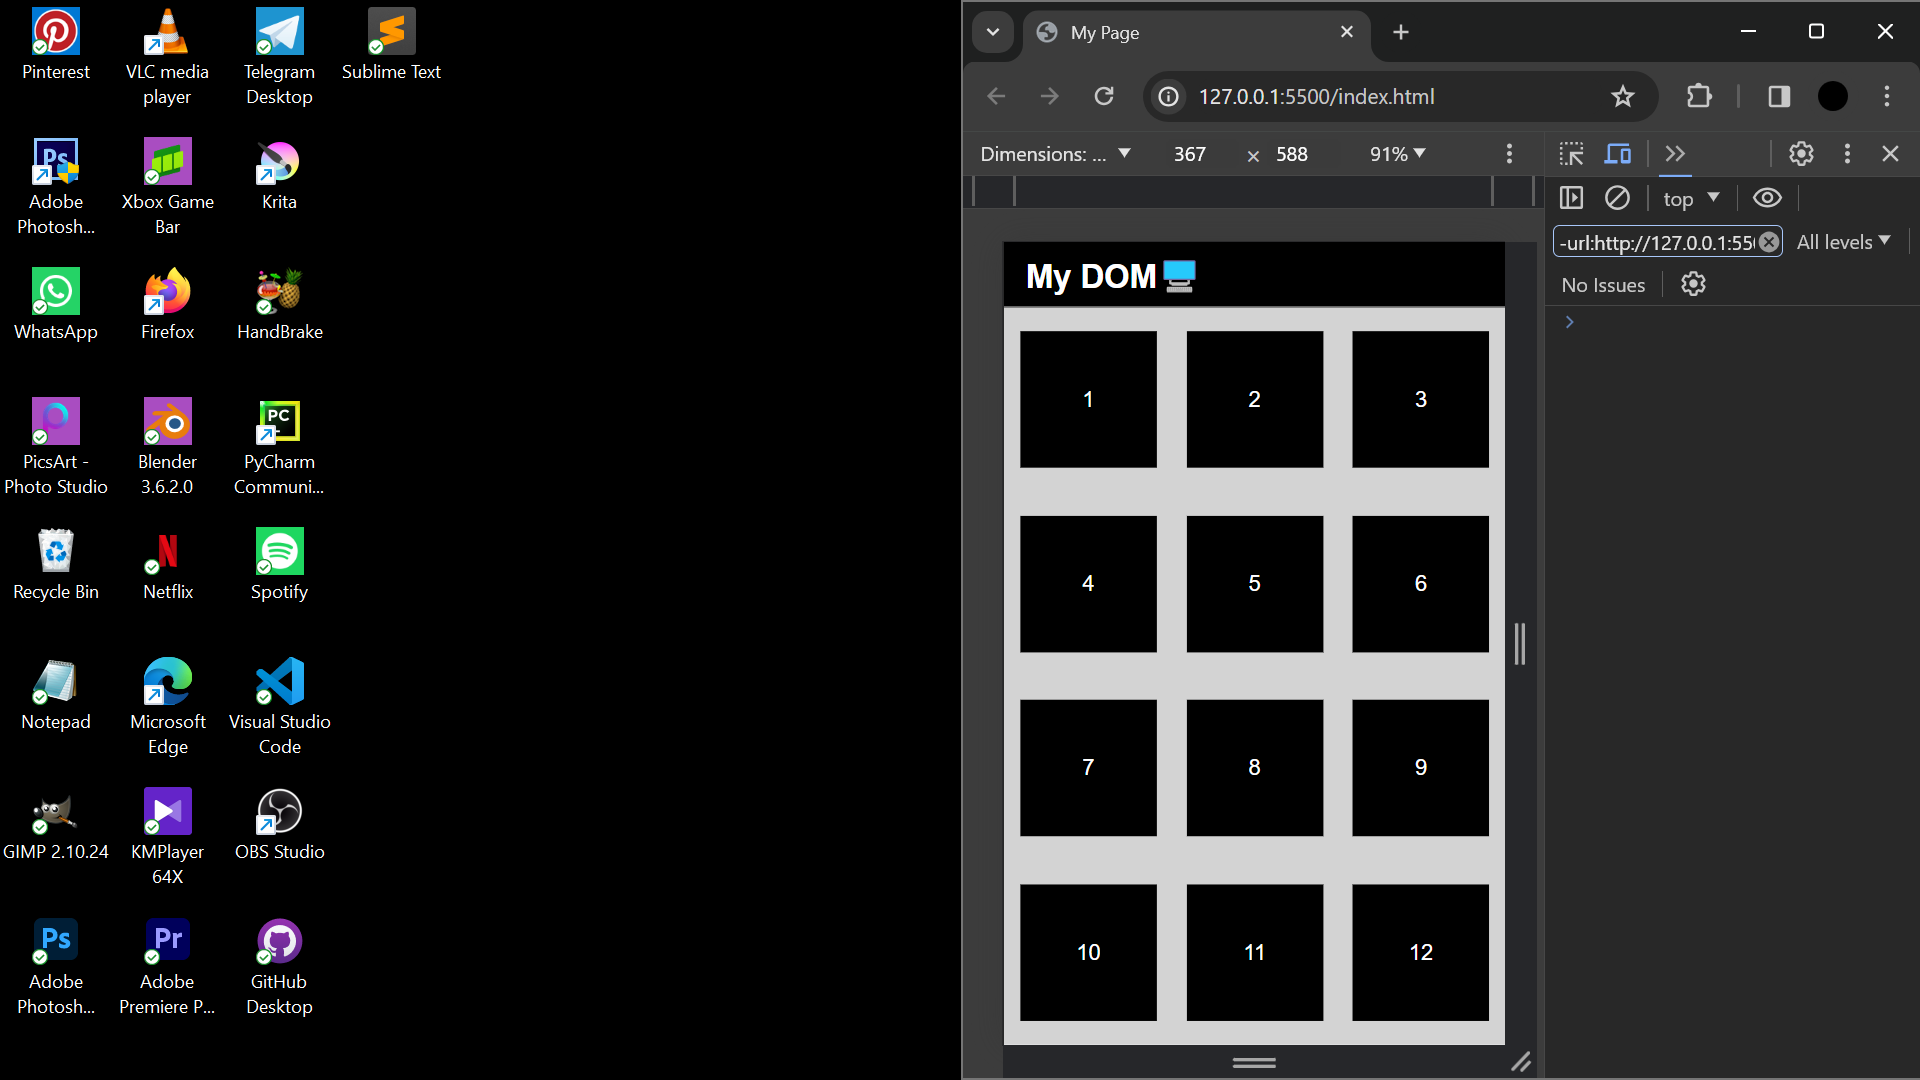 Pinterest
VLC media
player
Telegram
Desktop
Sublime Text
Adobe
Photosh...
Xbox Game
Bar
Krita
WhatsApp
Firefox
HandBrake
PicsArt -
Photo Studio
Blender
3.6.2.0
PyCharm
Communi...
Recycle Bin
Netflix
Spotify
Notepad
Microsoft
Edge
Visual Studio
Code
GIMP 2.10.24
KMPlayer
64X
OBS Studio
Adobe
Photosh...
Adobe
Premiere P...
GitHub
Desktop
Ps
PC
Ps
Pr
My Page
127.0.0.1:5500/index.html
Dimensions: ... 367 × 588 91%
top
-url:http://127.0.0.1:55 All levels
No Issues
My DOM
1 2 3
4 5 6
7 8 9
10 11 12